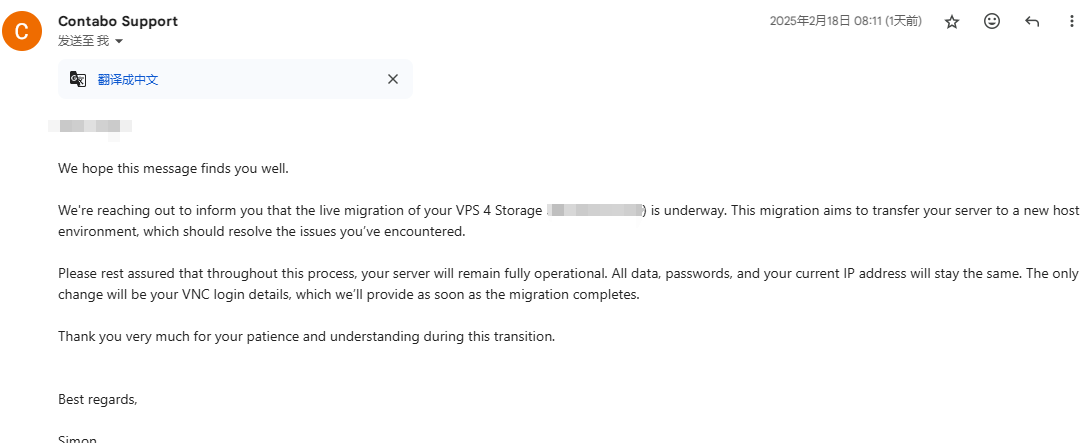 C
Contabo Support
2025年2月18日 08:11 (1天前)
发送至 我
翻译成中文
We hope this message finds you well.
We're reaching out to inform you that the live migration of your VPS 4 Storage ) is underway. This migration aims to transfer your server to a new host
environment, which should resolve the issues you’ve encountered.
Please rest assured that throughout this process, your server will remain fully operational. All data, passwords, and your current IP address will stay the same. The only
change will be your VNC login details, which we’ll provide as soon as the migration completes.
Thank you very much for your patience and understanding during this transition.
Best regards,
Simon